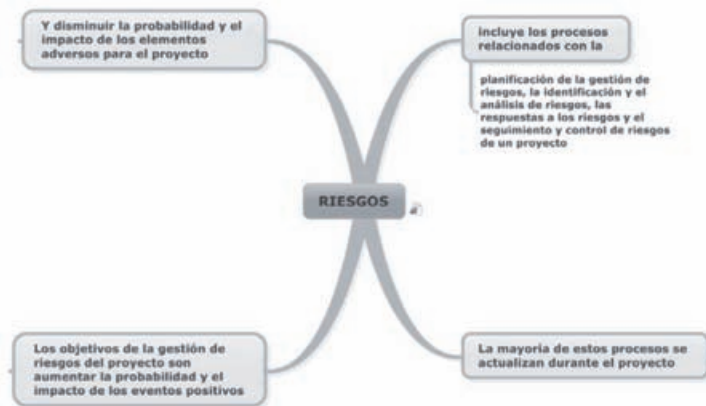 Y disminuir la probabilidad y el
impacto de los elementos
adversos para el proyecto
incluye los procesos
relacionados con la
planificación de la gestión de
riesgos, la identificación y el
análisis de riesgos, las
respuestas a los riesgos y el
seguimiento y control de riesgos
de un proyecto
RIESGOS
Los objetivos de la gestión de
riesgos del proyecto son
aumentar la probabilidad y el
impacto de los eventos positivos
La mayoria de estos procesos se
actualizan durante el proyecto